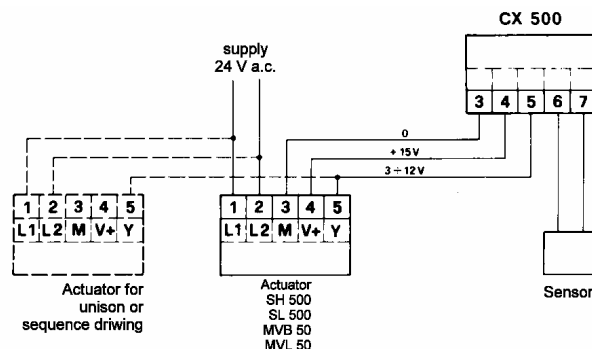 CX 500
supply
24 V a.c.
3 4 5 6 7
0
+ 15 V
3 ÷ 12 V
1 2 3 4 5
L1 L2 M V+ Y
1 2 3 4 5
L1 L2 M V+ Y
Actuator for
unison or
sequence driwing
Actuator
SH 500
SL 500
MVB 50
MVL 50
Sensor